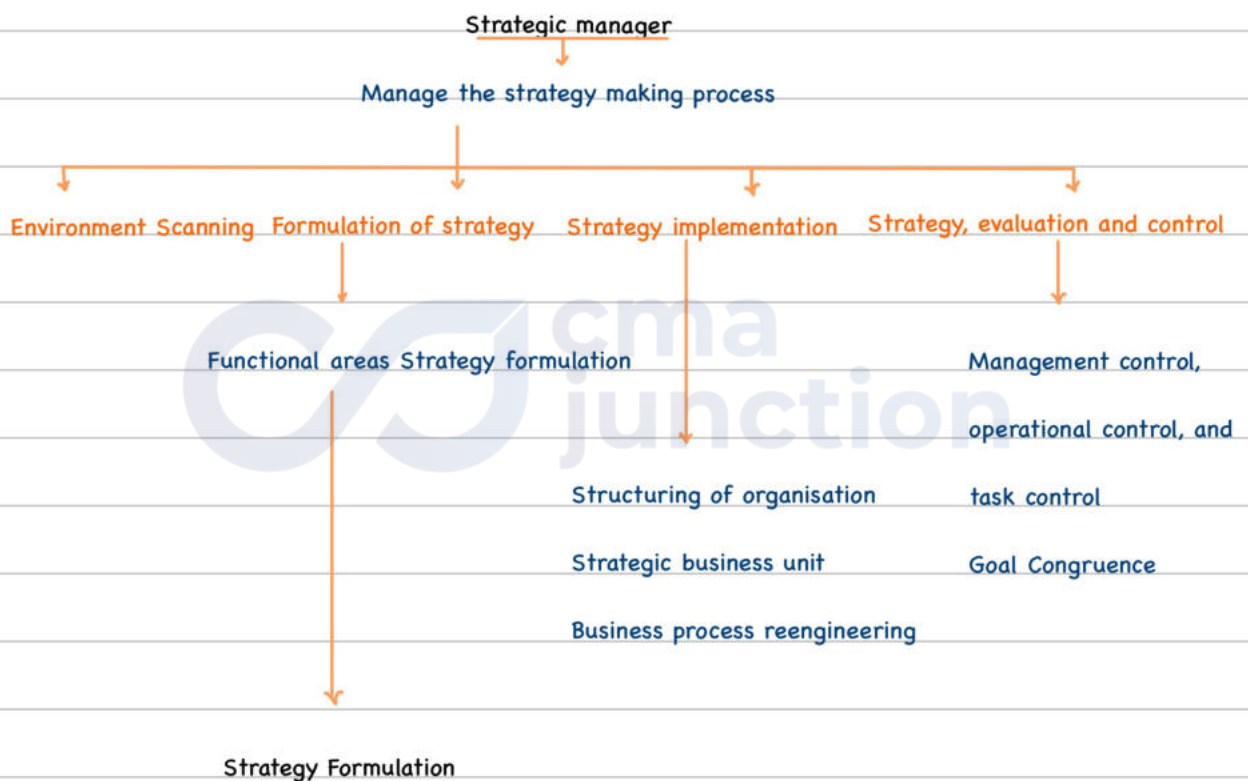 Strategic manager
Manage the strategy making process
Environment Scanning
Formulation of strategy
Strategy implementation
Strategy, evaluation and control
cma
junction
Functional areas Strategy formulation
Structuring of organisation
Strategic business unit
Business process reengineering
Management control,
operational control, and
task control
Goal Congruence
Strategy Formulation